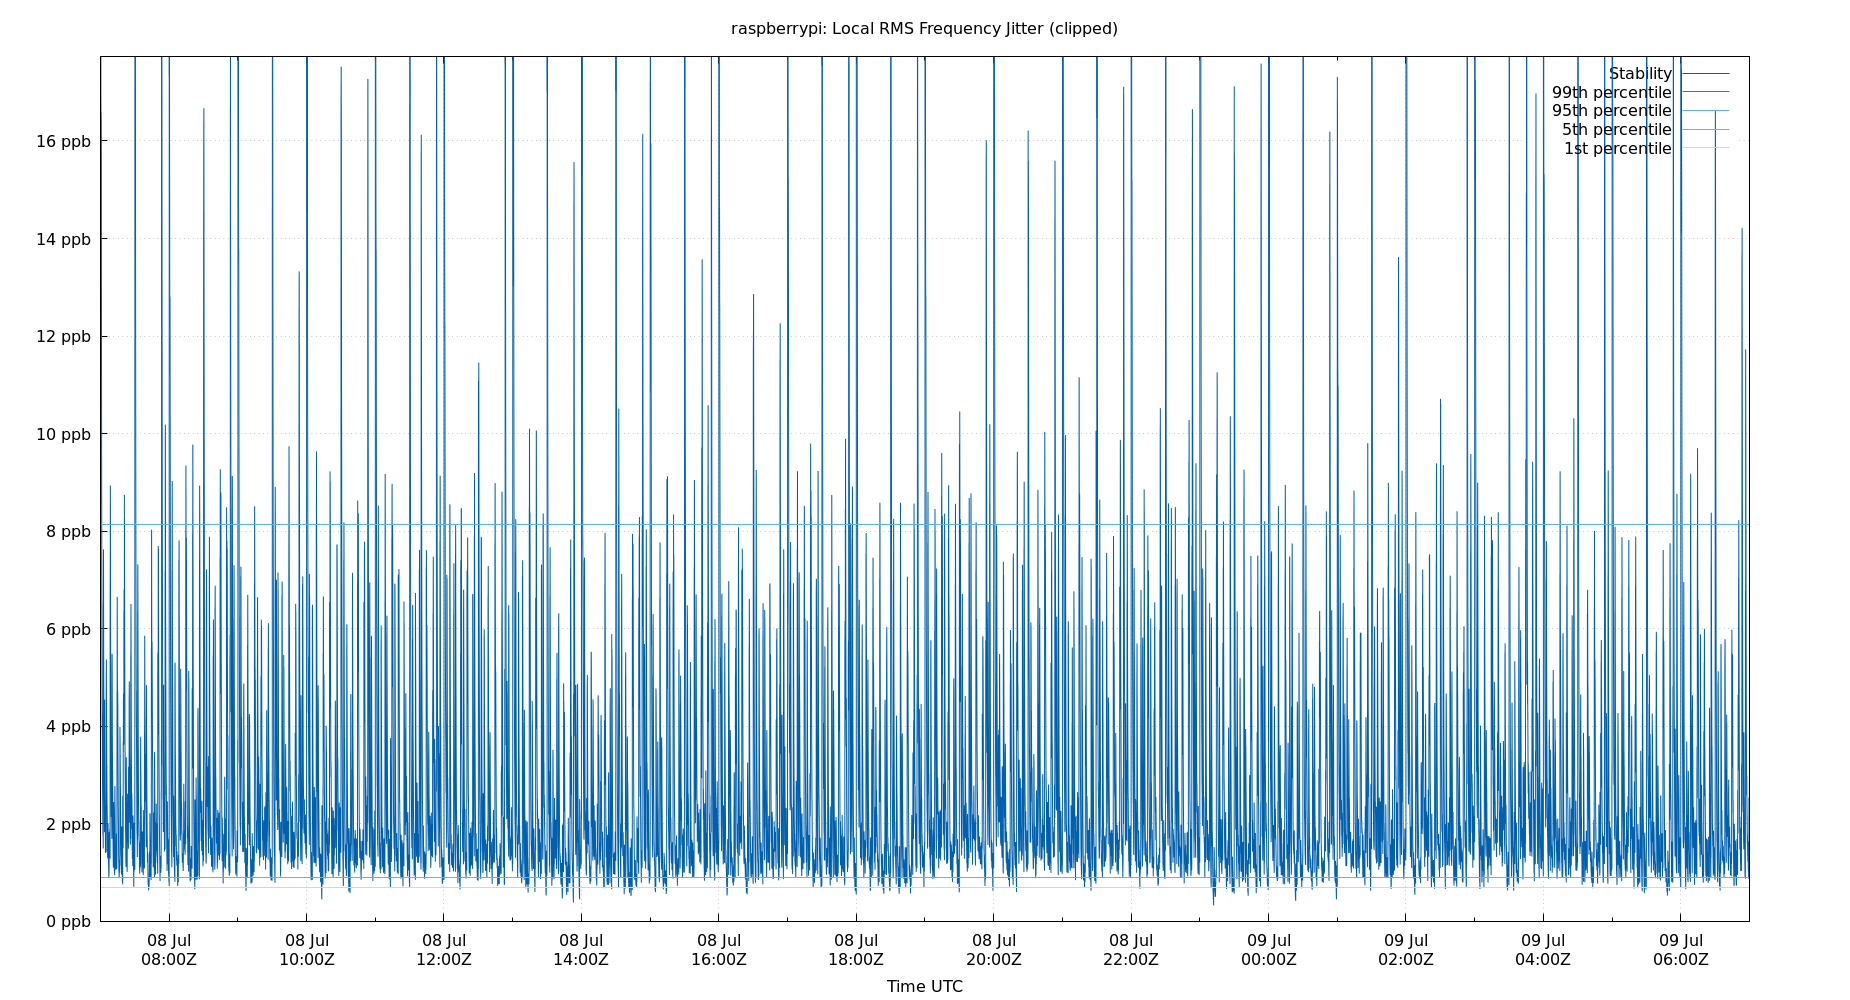 raspberrypi: Local RMS Frequency Jitter (clipped)
Stability
99th percentile
95th percentile
5th percentile
1st percentile
16 ppb
14 ppb
12 ppb
10 ppb
8 ppb
6 ppb
4 ppb
2 ppb
0 ppb
08 Jul 08 Jul 08 Jul 08 Jul 08 Jul 08 Jul 08 Jul 08 Jul 09 Jul 09 Jul 09 Jul 09 Jul
08:00Z 10:00Z 12:00Z 14:00Z 16:00Z 18:00Z 20:00Z 22:00Z 00:00Z 02:00Z 04:00Z 06:00Z
Time UTC